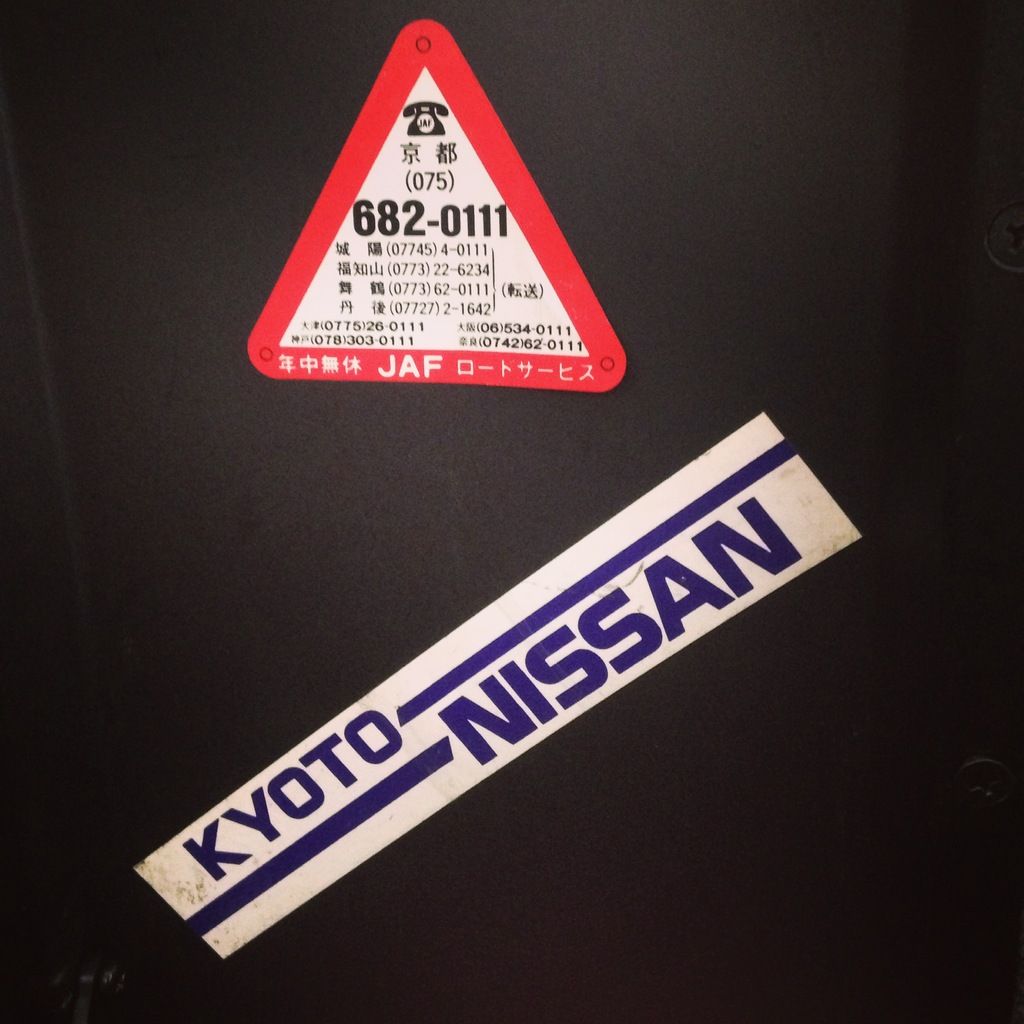 JAF
京都
(075)
682-0111
城陽(07745)4-0111
福知山(0773)22-6234
舞鶴(0773)62-0111
丹後(07727)2-1642
(転送)
大津(0775)26-0111 大阪(06)534-0111
神戸(078)303-0111 奈良(0742)62-0111
年中無休 JAF ロートサービス
KYOTO
NISSAN